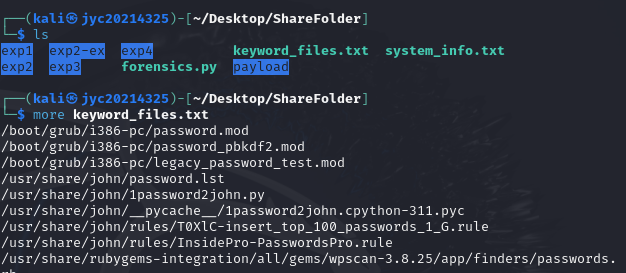 ┌──(kali㉿jyc20214325)-[~/Desktop/ShareFolder]
└─$ ls
exp1 exp2-ex exp4 keyword_files.txt system_info.txt
exp2 exp3 forensics.py payload
┌──(kali㉿jyc20214325)-[~/Desktop/ShareFolder]
└─$ more keyword_files.txt
/boot/grub/i386-pc/password.mod
/boot/grub/i386-pc/password_pbkdf2.mod
/boot/grub/i386-pc/legacy_password_test.mod
/usr/share/john/password.lst
/usr/share/john/1password2john.py
/usr/share/john/__pycache__/1password2john.cpython-311.pyc
/usr/share/john/rules/T0XlC-insert_top_100_passwords_1_G.rule
/usr/share/john/rules/InsidePro-PasswordsPro.rule
/usr/share/rubygems-integration/all/gems/wpscan-3.8.25/app/finders/passwords.